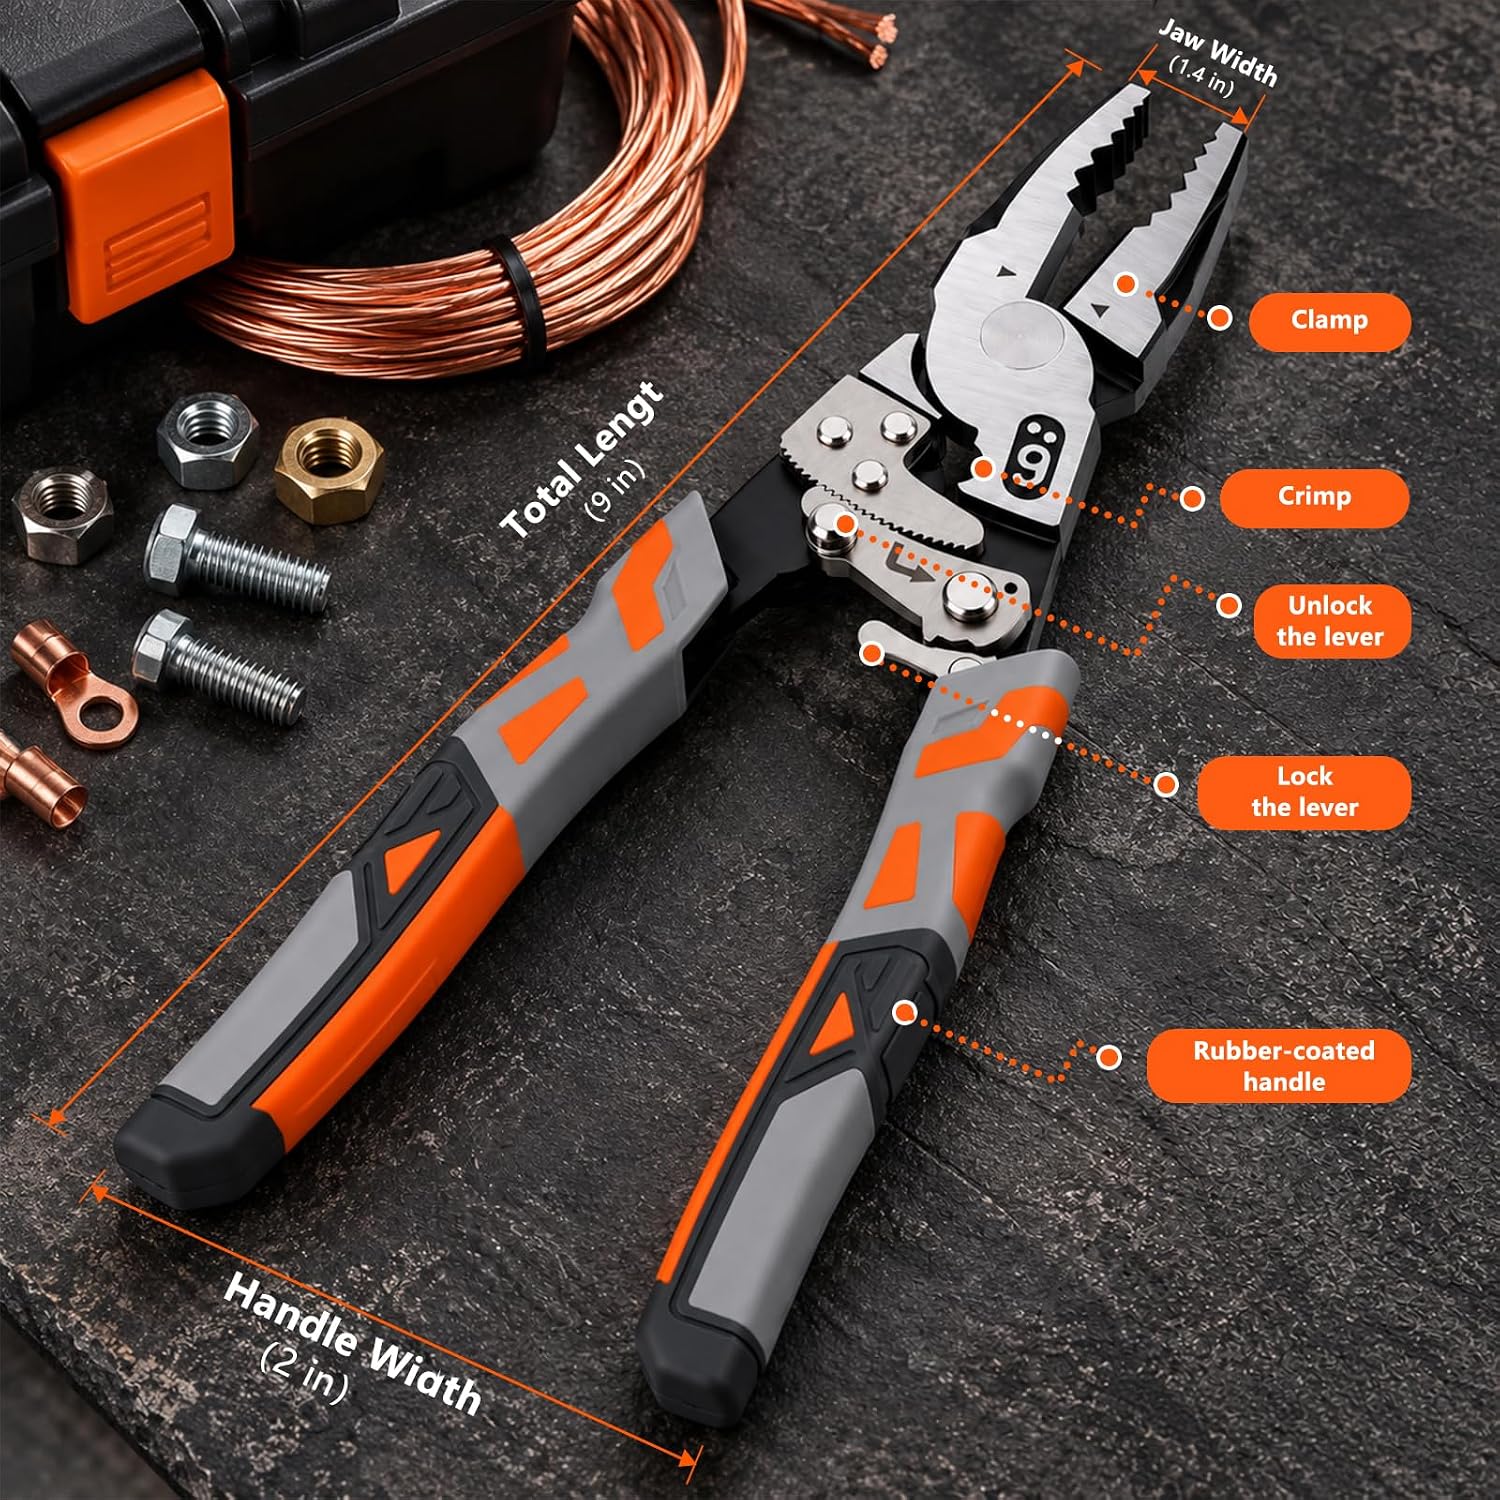 Jaw Width
(1.4 in)
Total Lengt
(9 in)
Clamp
Crimp
Unlock
the lever
Lock
the lever
Rubber-coated
handle
Handle Width
(2 in)